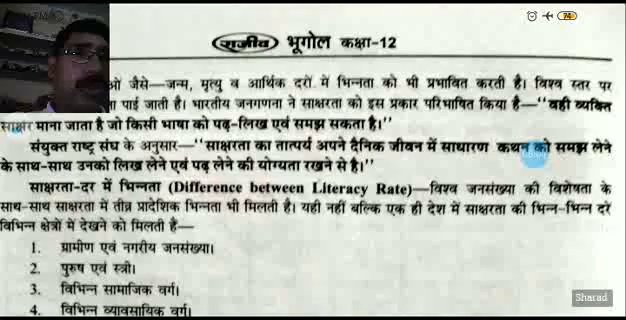 74
राजीव भूगोल कक्षा-12
ओं जैसे—जन्म, मृत्यु व आर्थिक दरों में भिन्नता को भी प्रभावित करती है। विश्व स्तर पर
पाई जाती है। भारतीय जनगणना ने साक्षरता को इस प्रकार परिभाषित किया है—"वही व्यक्ति
साक्षर माना जाता है जो किसी भाषा को पढ़-लिख एवं समझ सकता है।"
संयुक्त राष्ट्र संघ के अनुसार—"साक्षरता का तात्पर्य अपने दैनिक जीवन में साधारण कथन को समझ लेने
के साथ-साथ उनको लिख लेने एवं पढ़ लेने की योग्यता रखने से है।"
साक्षरता-दर में भिन्नता (Difference between Literacy Rate)—विश्व जनसंख्या की विशेषता के
साथ-साथ साक्षरता में तीव्र प्रादेशिक भिन्नता भी मिलती है। यही नहीं बल्कि एक ही देश में साक्षरता की भिन्न-भिन्न दरें
विभिन्न क्षेत्रों में देखने को मिलती हैं—
1. ग्रामीण एवं नगरीय जनसंख्या।
2. पुरुष एवं स्त्री।
3. विभिन्न सामाजिक वर्ग।
4. विभिन्न व्यावसायिक वर्ग।
Sharad